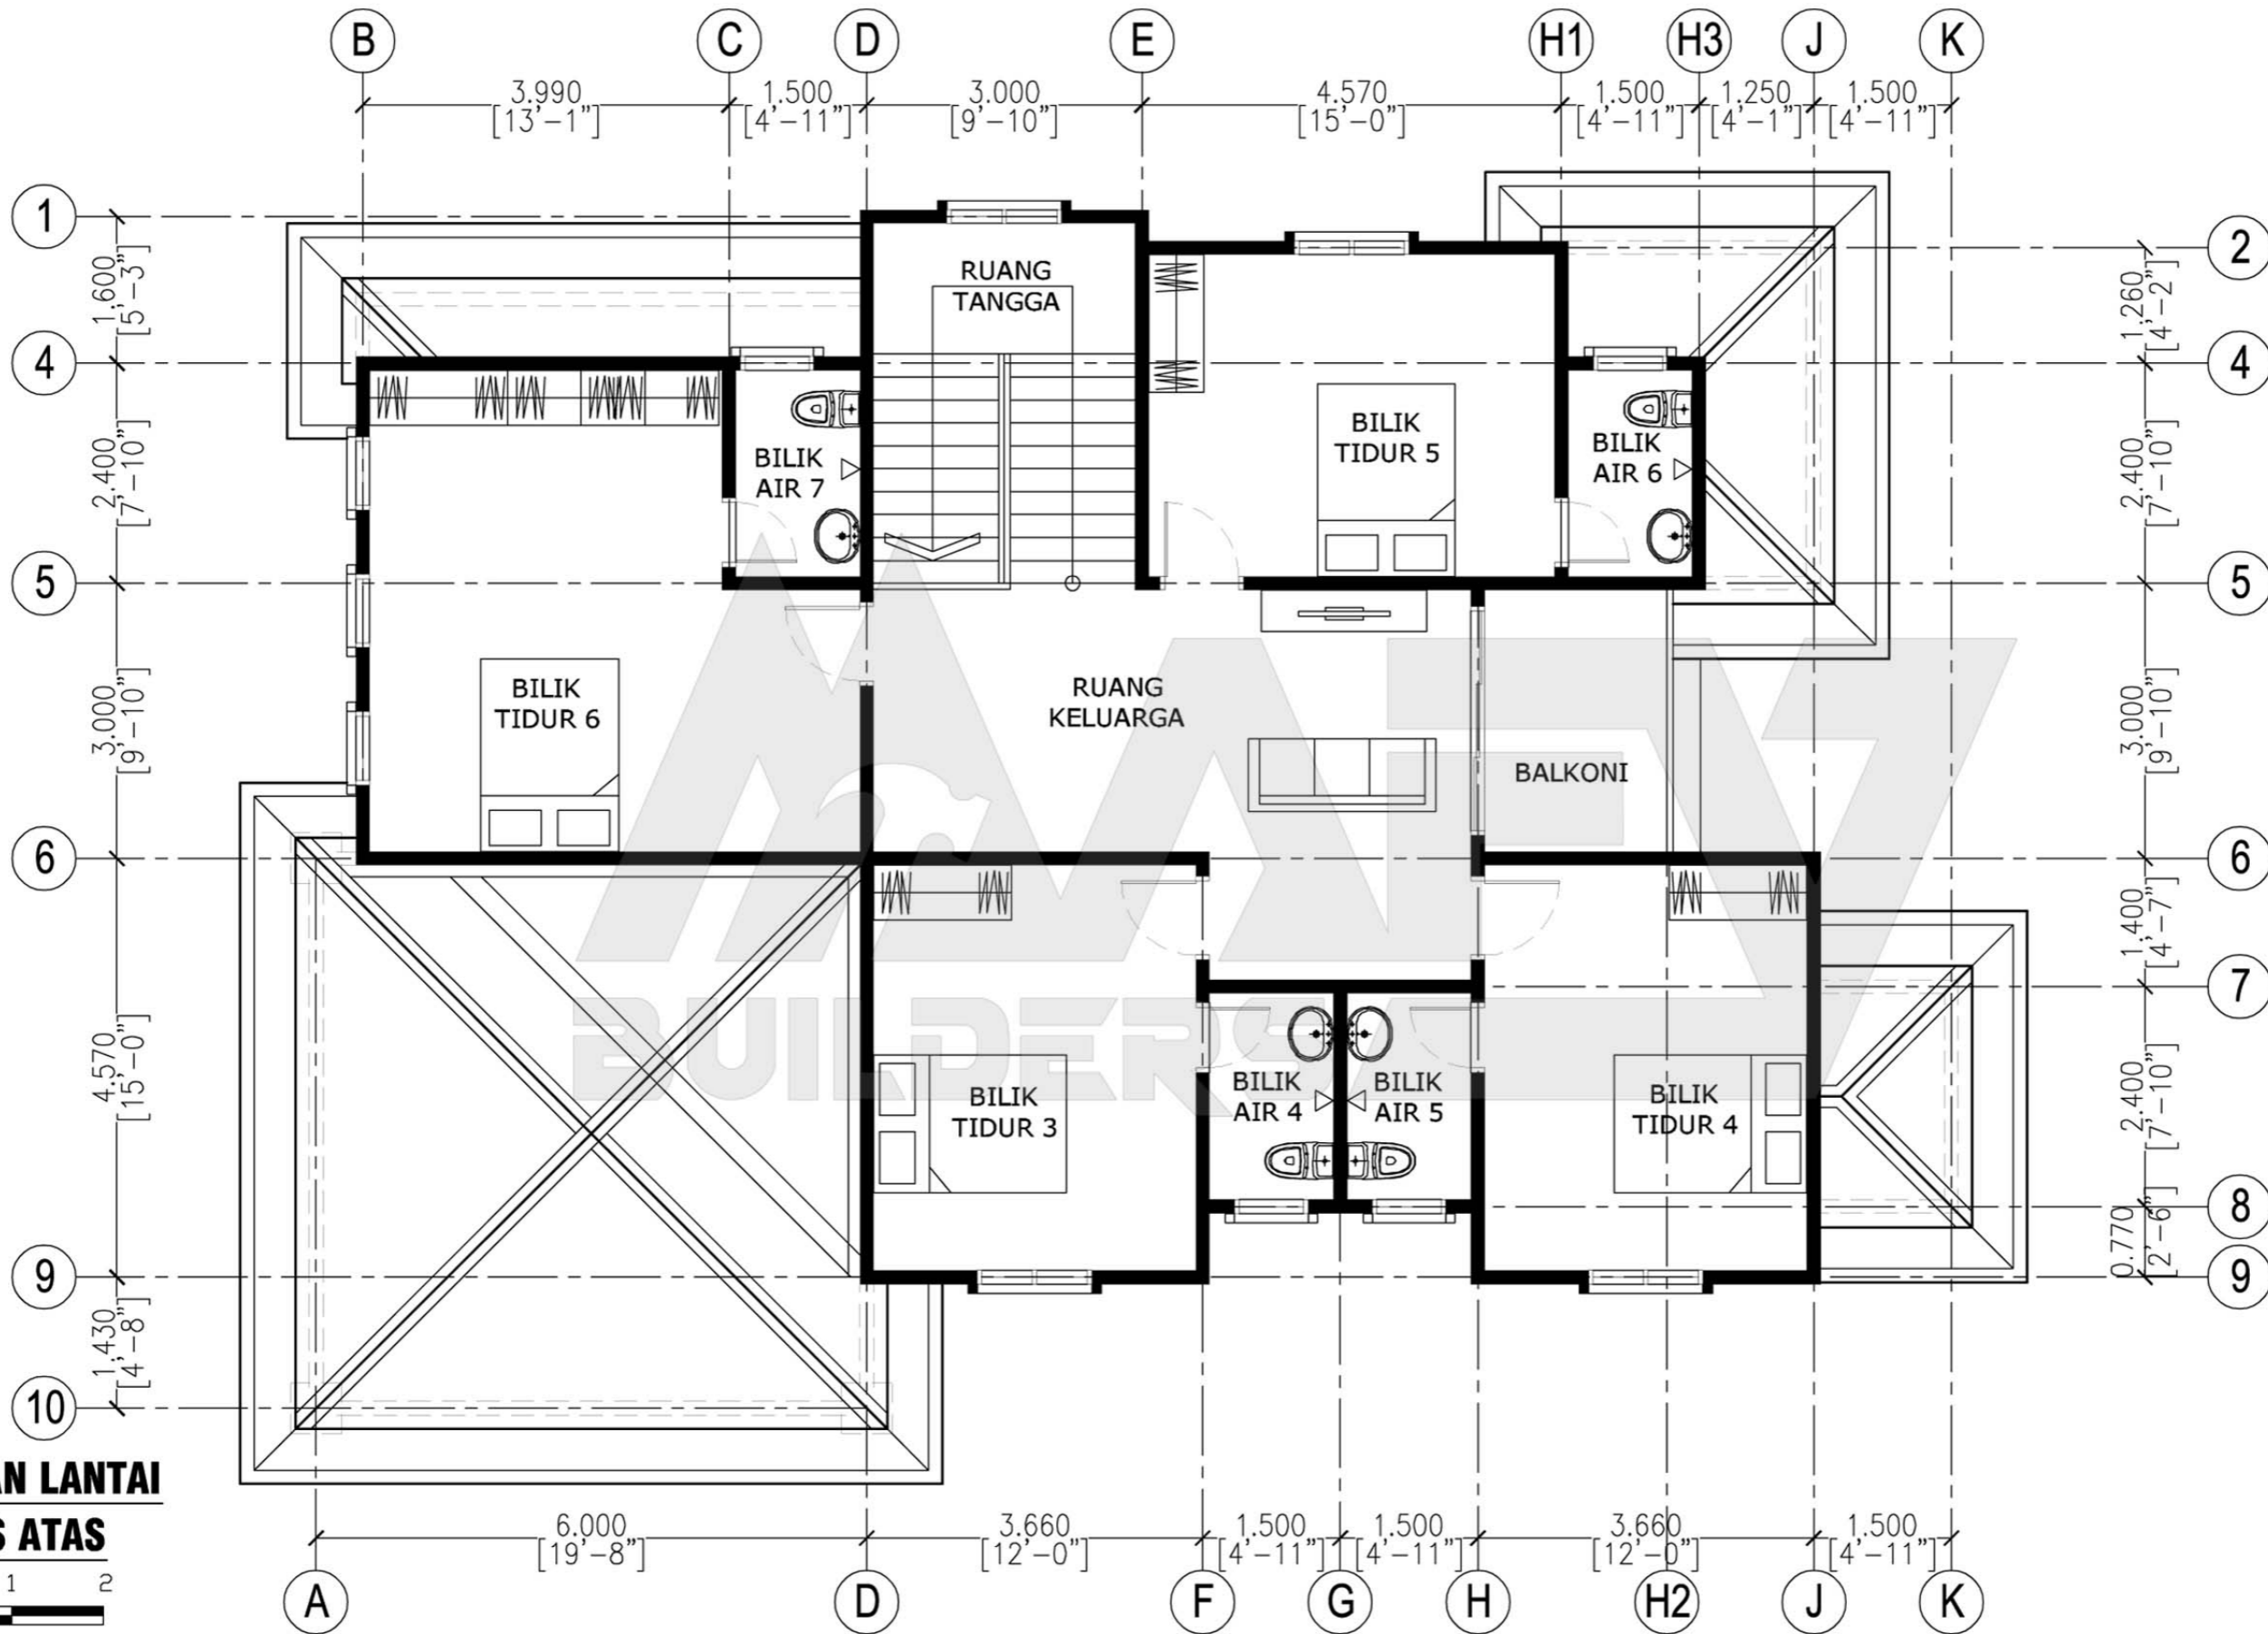 B C D E H1 H3 J K
3.990 1.500 3.000 4.570 1.500 1.250 1.500
[13'-1"] [4'-11"] [9'-10"] [15'-0"] [4'-11"] [4'-1"] [4'-11"]
1
2
1.600
[5'-3"]
1.260
[4'-2"]
4
4
2.400
[7'-10"]
2.400
[7'-10"]
5
5
3.000
[9'-10"]
3.000
[9'-10"]
6
6
4.570
[15'-0"]
1.400
[4'-7"]
7
2.400
[7'-10"]
8
0.770
[2'-6"]
9
9
1.430
[4'-8"]
10
RUANG
TANGGA
BILIK
TIDUR 5
BILIK
AIR 6
BILIK
AIR 7
BILIK
TIDUR 6
RUANG
KELUARGA
BALKONI
BILIK
TIDUR 3
BILIK
AIR 4
BILIK
AIR 5
BILIK
TIDUR 4
BUILDERS
LANTAI
ATAS
1 2
6.000 3.660 1.500 1.500 3.660 1.500
[19'-8"] [12'-0"] [4'-11"] [4'-11"] [12'-0"] [4'-11"]
A D F G H H2 J K